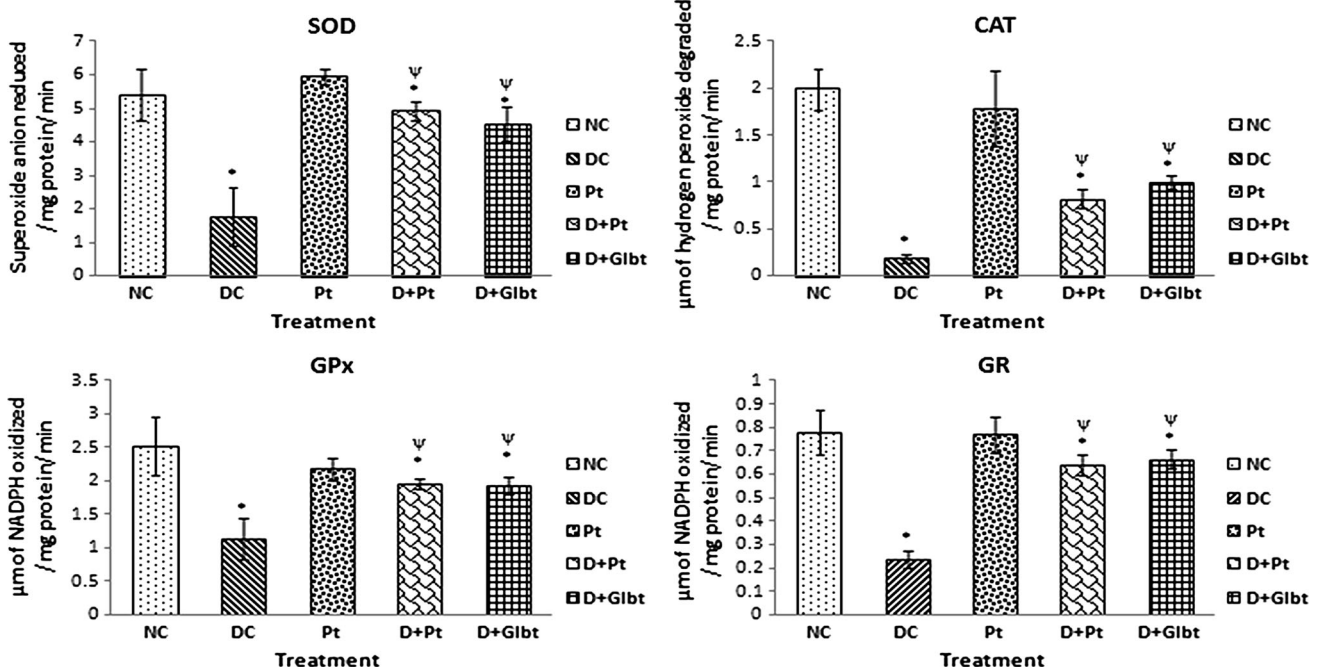 SOD
Superoxide anion reduced
/ mg protein/ min
7
6
5
4
3
2
1
0
•
Ψ
•
Ψ
•
NC
DC
Pt
D+Pt
D+Glbt
Treatment
NC
DC
Pt
D+Pt
D+Glbt
CAT
µmof hydrogen peroxide degraded
/ mg protein/ min
2.5
2
1.5
1
0.5
0
•
Ψ
•
Ψ
•
NC
DC
Pt
D+Pt
D+Glbt
Treatment
NC
DC
Pt
D+Pt
D+Glbt
GPx
µmof NADPH oxidized
/ mg protein/ min
3.5
3
2.5
2
1.5
1
0.5
0
•
Ψ
•
Ψ
•
NC
DC
Pt
D+Pt
D+Glbt
Treatment
NC
DC
Pt
D+Pt
D+Glbt
GR
µmof NADPH oxidized
/ mg protein/ min
1
0.9
0.8
0.7
0.6
0.5
0.4
0.3
0.2
0.1
0
•
Ψ
•
Ψ
•
NC
DC
Pt
D+Pt
D+Glbt
Treatment
NC
DC
Pt
D+Pt
D+Glbt